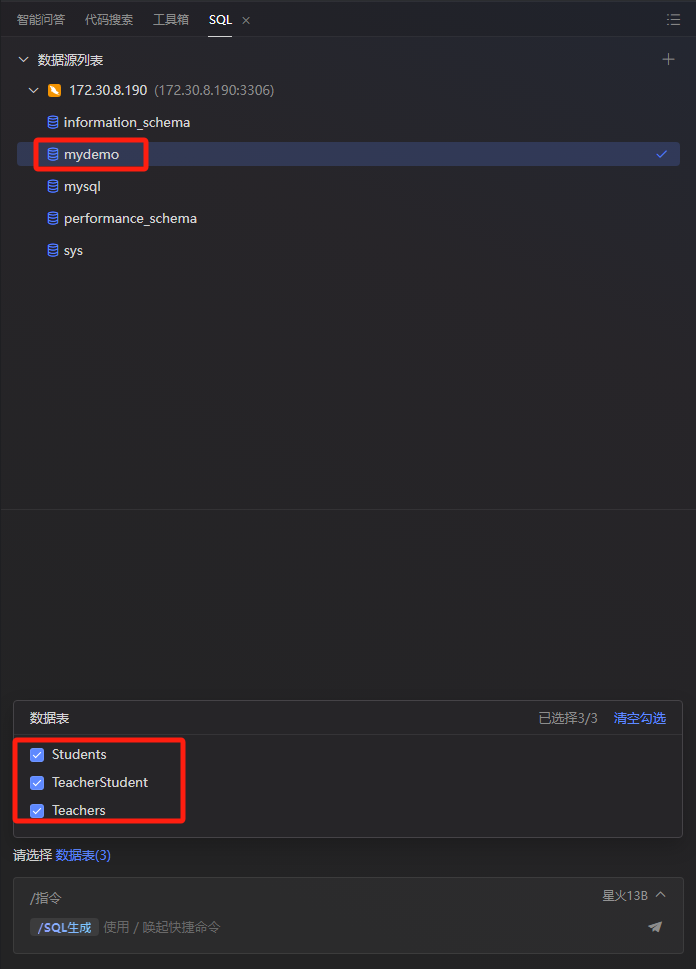 智能问答 代码搜索 工具箱 SQL ×
数据源列表 +
172.30.8.190 (172.30.8.190:3306)
information_schema
mydemo
mysql
performance_schema
sys
数据表 已选择3/3 清空勾选
Students
TeacherStudent
Teachers
请选择 数据表(3)
/指令 星火13B
/SQL生成 使用 / 唤起快捷命令